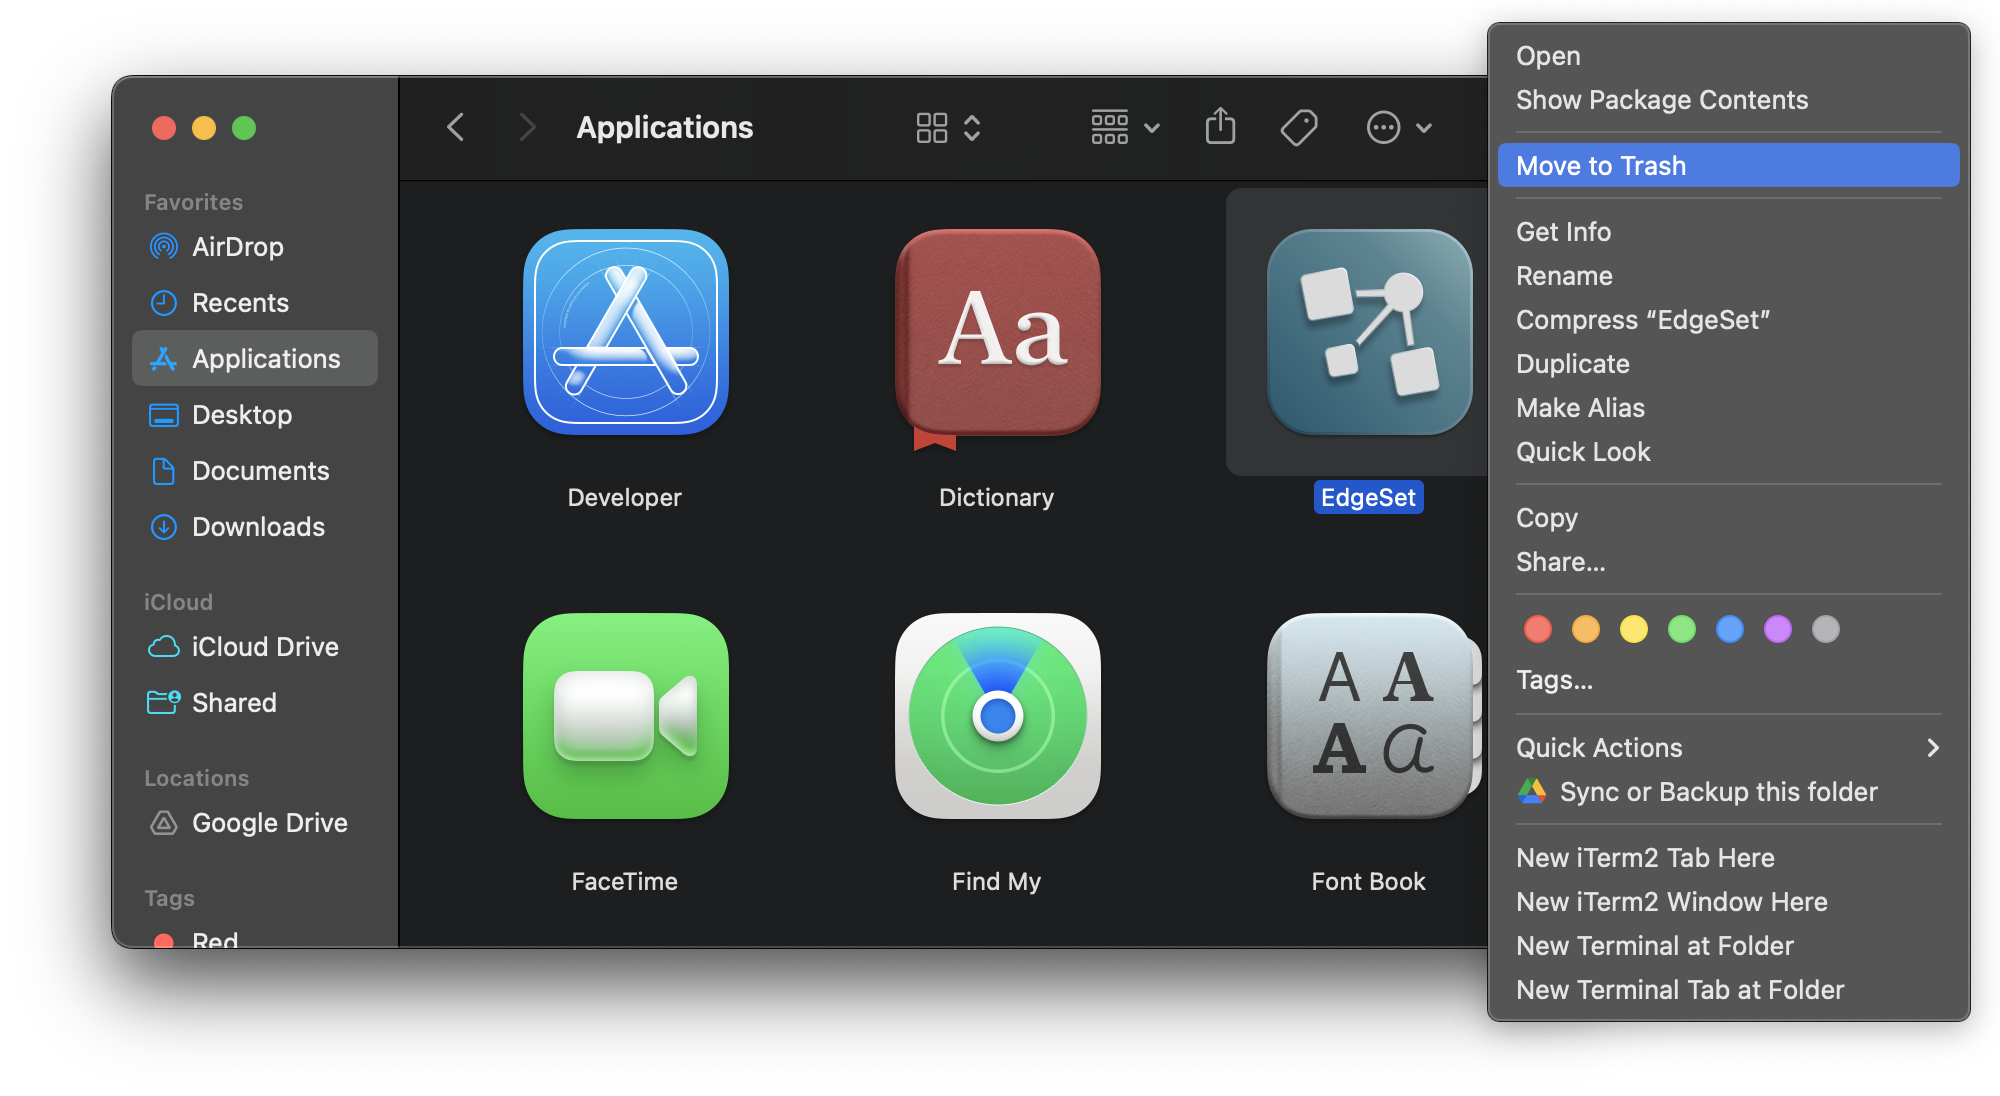 Applications
Favorites
AirDrop
Recents
Applications
Desktop
Documents
Downloads
iCloud
iCloud Drive
Shared
Locations
Google Drive
Tags
Red
Developer
Aa
Dictionary
EdgeSet
FaceTime
Find My
A A
A a
Font Book
Open
Show Package Contents
Move to Trash
Get Info
Rename
Compress “EdgeSet”
Duplicate
Make Alias
Quick Look
Copy
Share...
Tags...
Quick Actions
Sync or Backup this folder
New iTerm2 Tab Here
New iTerm2 Window Here
New Terminal at Folder
New Terminal Tab at Folder